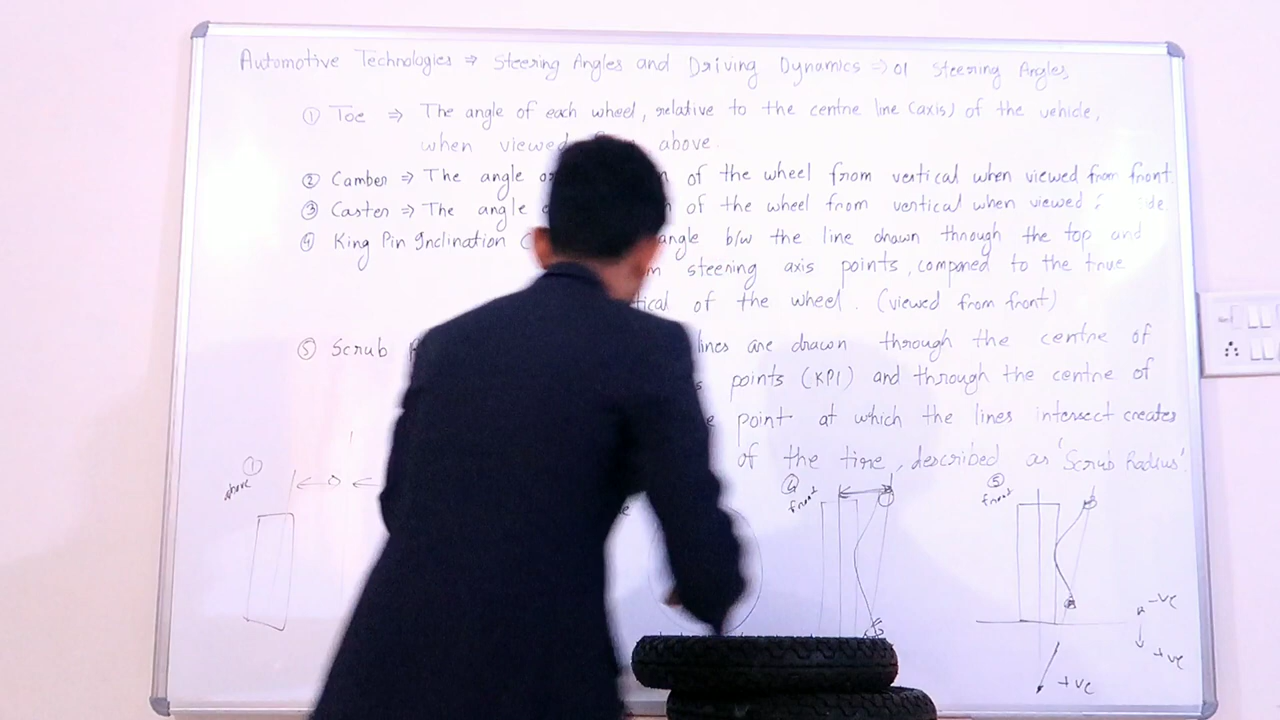 Automotive Technologies ⇒ Steering Angles and Driving Dynamics ⇒ 01 Steering Angles
① Toe ⇒ The angle of each wheel, relative to the centre line (axis) of the vehicle,
when viewed above.
② Camber ⇒ The angle of the wheel from vertical when viewed from front.
③ Caster ⇒ The angle of the wheel from vertical when viewed
④ King Pin Inclination ( angle b/w the line drawn through the top and
steering axis points, compared to the true
of the wheel. (viewed from front)
⑤ Scrub lines are drawn through the centre of
points (KPI) and through the centre of
point at which the lines intersect creates
of the tire, described as 'Scrub Radius'.
①
above
④
front
⑤
front
-ve
+ve
+ve